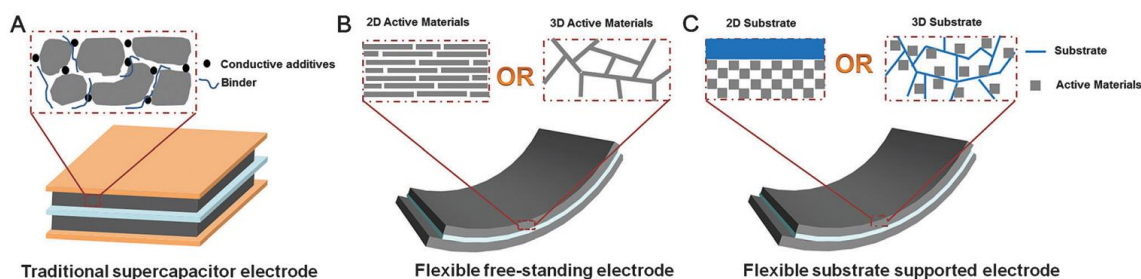 A
Conductive additives
Binder
Traditional supercapacitor electrode
B
2D Active Materials
3D Active Materials
OR
Flexible free-standing electrode
C
2D Substrate
3D Substrate
OR
Substrate
Active Materials
Flexible substrate supported electrode